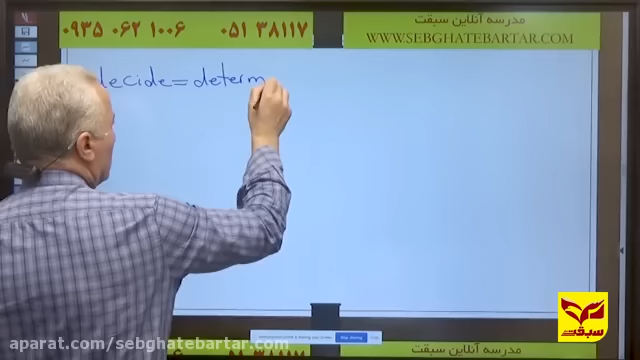 ۰۹۳۵ ۰۶۲ ۱۰۰۶ ۰۵۱ ۳۸۱۱۷
مدرسه آنلاین سبقت
WWW.SEBGHATEBARTAR.COM
decide = determ
سبقت
aparat.com/sebghatebartar.com
مدرسه آنلاین سبقت